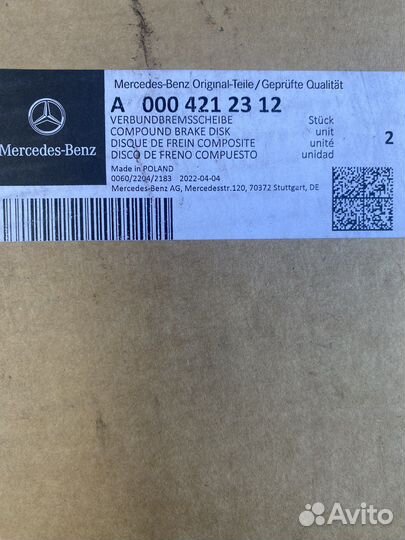 Mercedes-Benz Original-Teile/Geprüfte Qualität
A 000 421 23 12
VERBUNDBREMSSCHEIBE Stück
COMPOUND BRAKE DISK unit
DISQUE DE FREIN COMPOSITE unité
DISCO DE FRENO COMPUESTO unidad
2
Mercedes-Benz
Made in POLAND
0060/2204/2183 2022-04-04
Mercedes-Benz AG, Mercedesstr.120, 70372 Stuttgart, DE
Avito